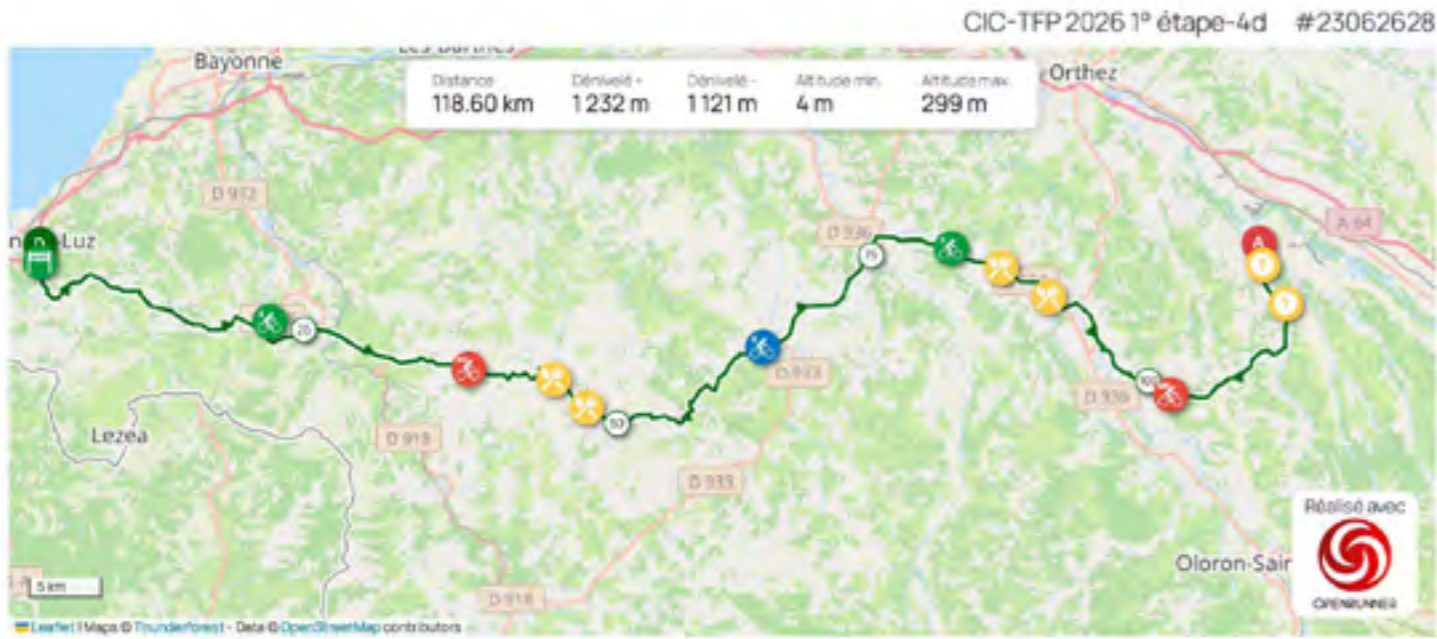 CIC-TFP 2026 1° étape-4d #23062628
Bayonne
Distance
118.60 km
Dénivelé +
1 232 m
Dénivelé -
1 121 m
Altitude min.
4 m
Altitude max.
299 m
Orthez
D 932
Luz
D 936
A 64
A
75
25
D 933
100
D 936
50
Lezea
D 918
D 933
Réalisé avec
OPENRUNNER
Oloron-Sair
5 km
D 918
Leaflet | Maps © Thunderforest - Data © OpenStreetMap contributors